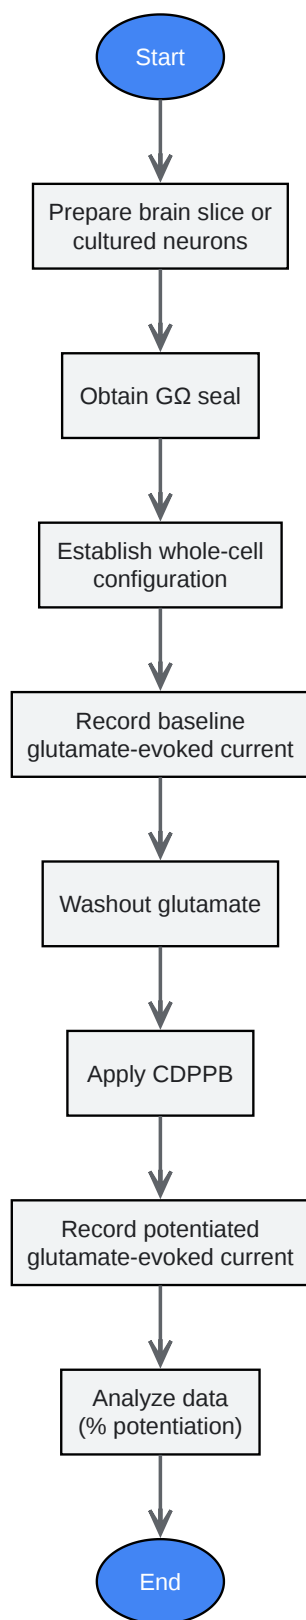 Start
Prepare brain slice or
cultured neurons
Obtain GΩ seal
Establish whole-cell
configuration
Record baseline
glutamate-evoked current
Washout glutamate
Apply CDPPB
Record potentiated
glutamate-evoked current
Analyze data
(% potentiation)
End